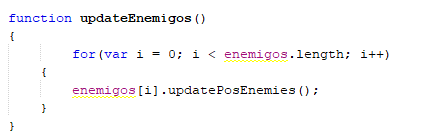 function updateEnemigos()
{
for(var i = 0; i < enemigos.length; i++)
{
enemigos[i].updatePosEnemies();
}
}